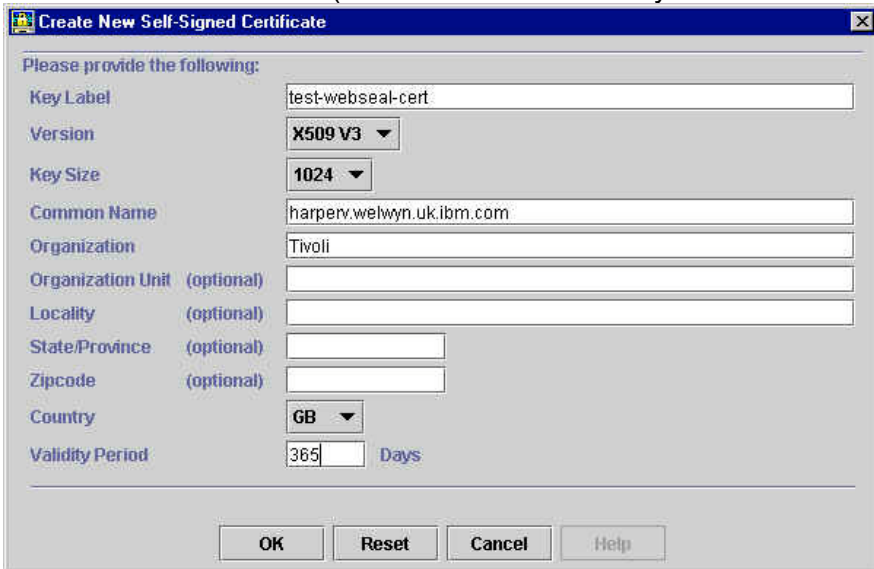 Create New Self-Signed Certificate
Please provide the following:
Key Label test-webseal-cert
Version X509 V3
Key Size 1024
Common Name harperv.welwyn.uk.ibm.com
Organization Tivoli
Organization Unit (optional)
Locality (optional)
State/Province (optional)
Zipcode (optional)
Country GB
Validity Period 365 Days
OK Reset Cancel Help